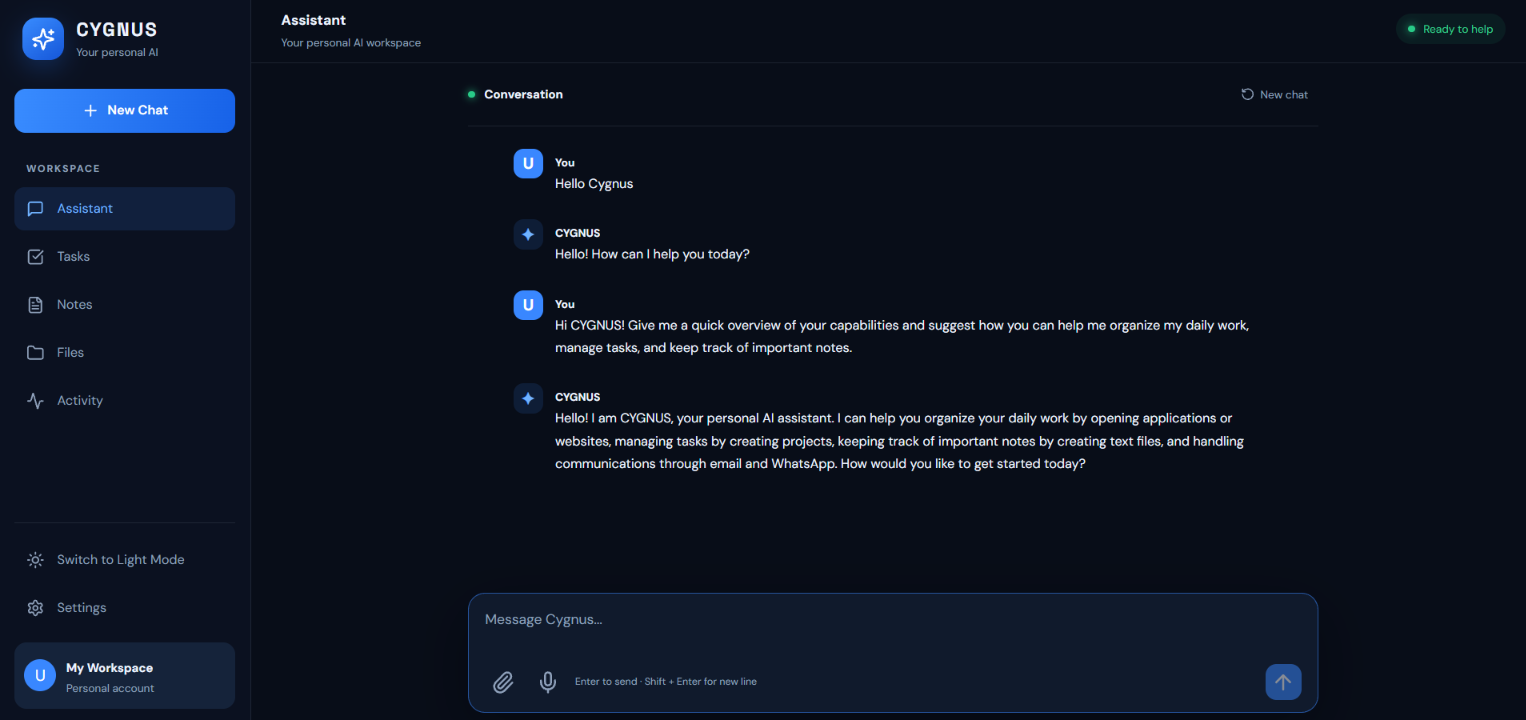 CYGNUS
Your personal AI
New Chat
WORKSPACE
Assistant
Tasks
Notes
Files
Activity
Switch to Light Mode
Settings
U
My Workspace
Personal account
Assistant
Your personal AI workspace
Ready to help
Conversation
New chat
U
You
Hello Cygnus
CYGNUS
Hello! How can I help you today?
U
You
Hi CYGNUS! Give me a quick overview of your capabilities and suggest how you can help me organize my daily work,
manage tasks, and keep track of important notes.
CYGNUS
Hello! I am CYGNUS, your personal AI assistant. I can help you organize your daily work by opening applications or
websites, managing tasks by creating projects, keeping track of important notes by creating text files, and handling
communications through email and WhatsApp. How would you like to get started today?
Message Cygnus...
Enter to send · Shift + Enter for new line